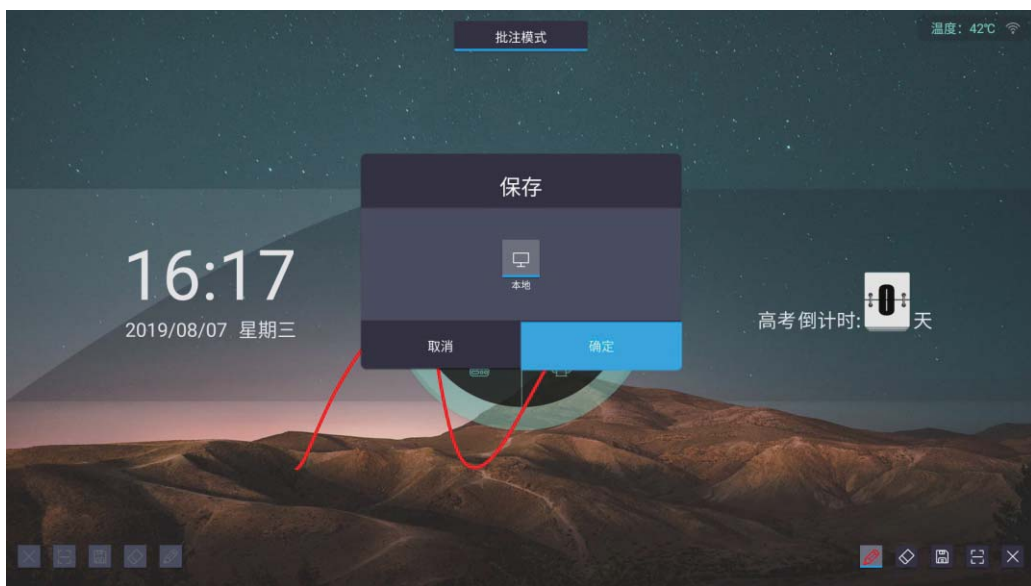 批注模式
温度：42℃
保存
本地
16:17
2019/08/07 星期三
高考倒计时:0天
取消
确定